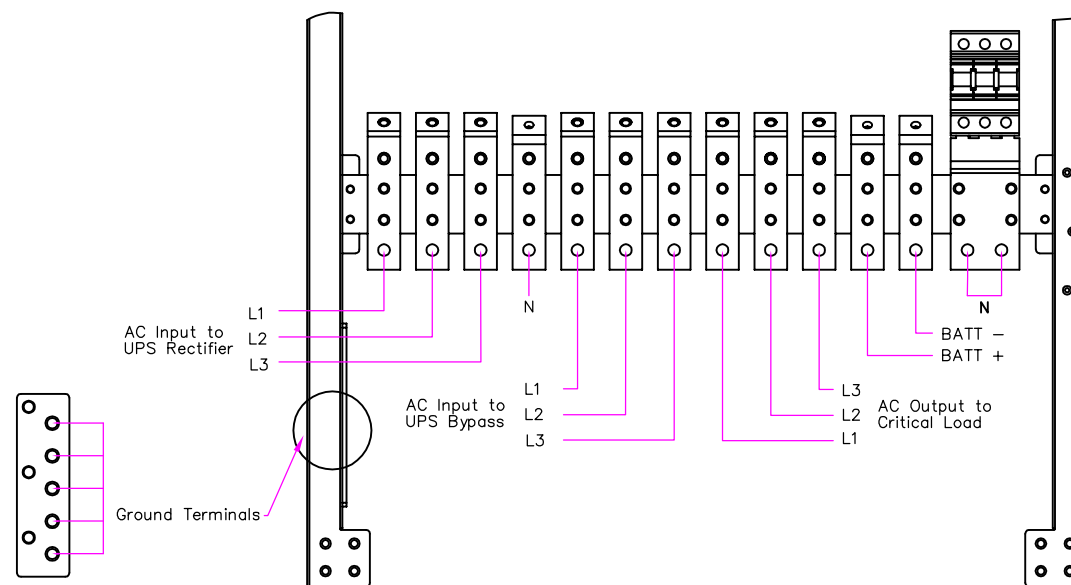 L1
AC Input to
UPS Rectifier
L2
L3
N
L1
AC Input to
UPS Bypass
L2
L3
N
BATT −
BATT +
L3
L2
AC Output to
Critical Load
L1
Ground Terminals